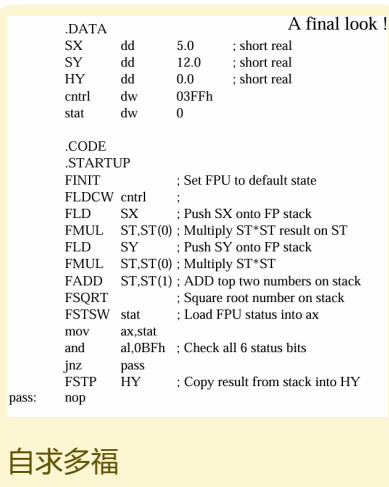 A final look !
.DATA
SX dd 5.0 ; short real
SY dd 12.0 ; short real
HY dd 0.0 ; short real
cntrl dw 03FFh
stat dw 0
.CODE
.STARTUP
FINIT ; Set FPU to default state
FLDCW cntrl ;
FLD SX ; Push SX onto FP stack
FMUL ST,ST(0) ; Multiply ST*ST result on ST
FLD SY ; Push SY onto FP stack
FMUL ST,ST(0) ; Multiply ST*ST
FADD ST,ST(1) ; ADD top two numbers on stack
FSQRT ; Square root number on stack
FSTSW stat ; Load FPU status into ax
mov ax,stat
and al,0BFh ; Check all 6 status bits
jnz pass
FSTP HY ; Copy result from stack into HY
pass: nop
自求多福